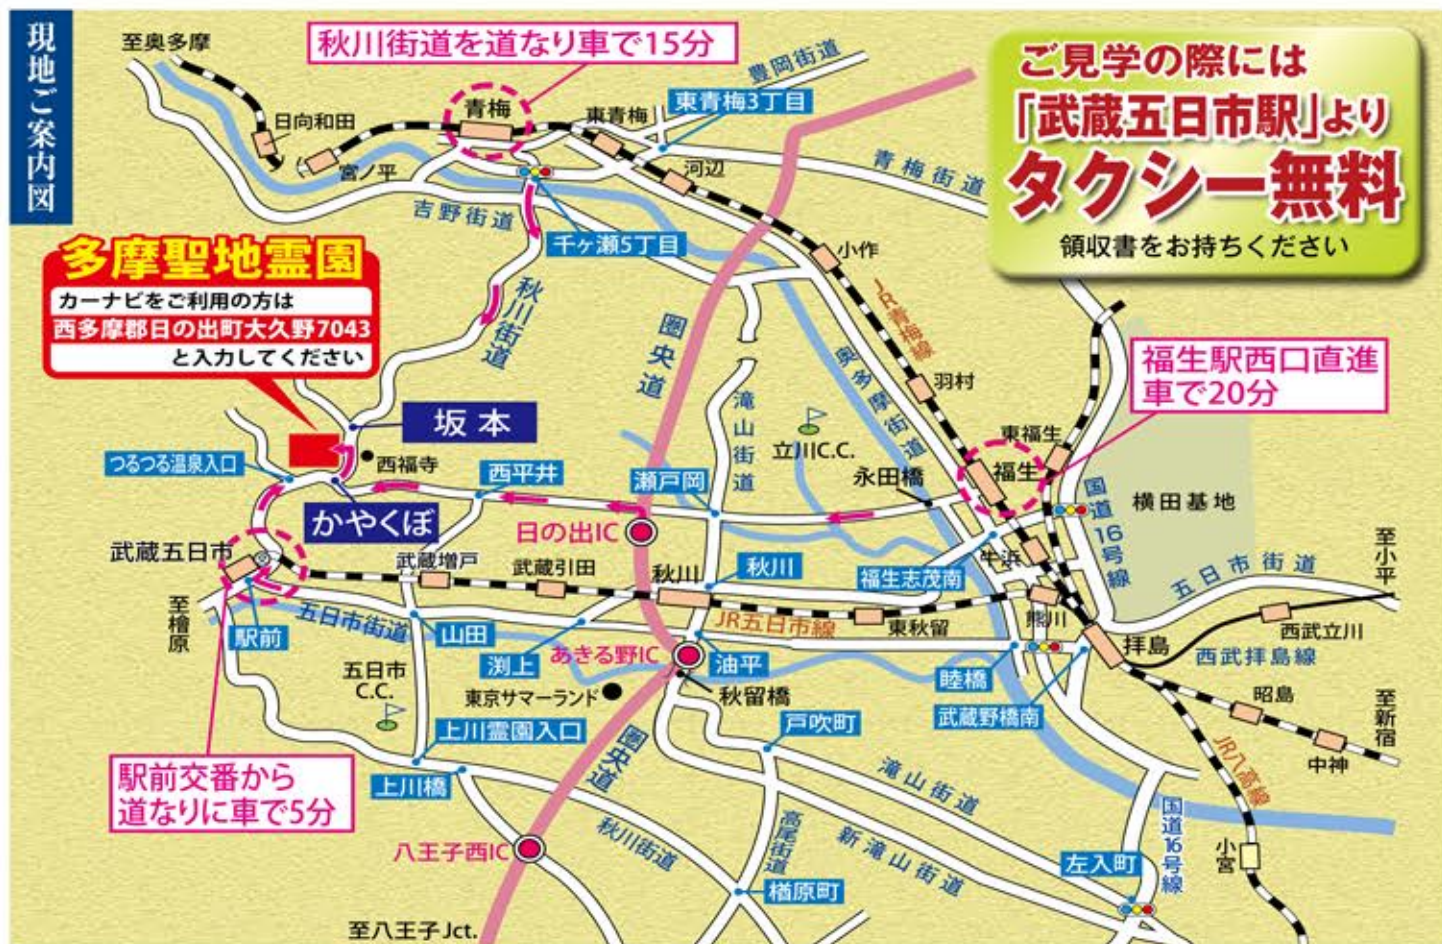 現地ご案内図
至奥多摩
秋川街道を道なり車で15分
豊岡街道
ご見学の際には
「武蔵五日市駅」より
タクシー無料
領収書をお持ちください
青梅
東青梅
東青梅3丁目
日向和田
宮ノ平
河辺
青梅街道
吉野街道
千ヶ瀬5丁目
小作
多摩聖地霊園
カーナビをご利用の方は
西多摩郡日の出町大久野7043
と入力してください
秋川街道
圏央道
JR青梅線
奥多摩街道
羽村
福生駅西口直進
車で20分
滝山街道
立川C.C.
坂本
西福寺
つるつる温泉入口
西平井
瀬戸岡
永田橋
福生
東福生
国道16号線
横田基地
かやくぼ
日の出IC
武蔵五日市
武蔵増戸
武蔵引田
秋川
秋川
福生志茂南
牛浜
五日市街道
至小平
至檜原
駅前
五日市街道
山田
渕上
JR五日市線
東秋留
熊川
拝島
西武立川
西武拝島線
あきる野IC
油平
睦橋
五日市
C.C.
東京サマーランド
秋留橋
武蔵野橋南
昭島
至新宿
上川霊園入口
戸吹町
中神
駅前交番から
道なりに車で5分
上川橋
圏央道
滝山街道
JR八高線
八王子西IC
秋川街道
高尾街道
新滝山街道
国道16号線
小宮
左入町
楢原町
至八王子Jct.